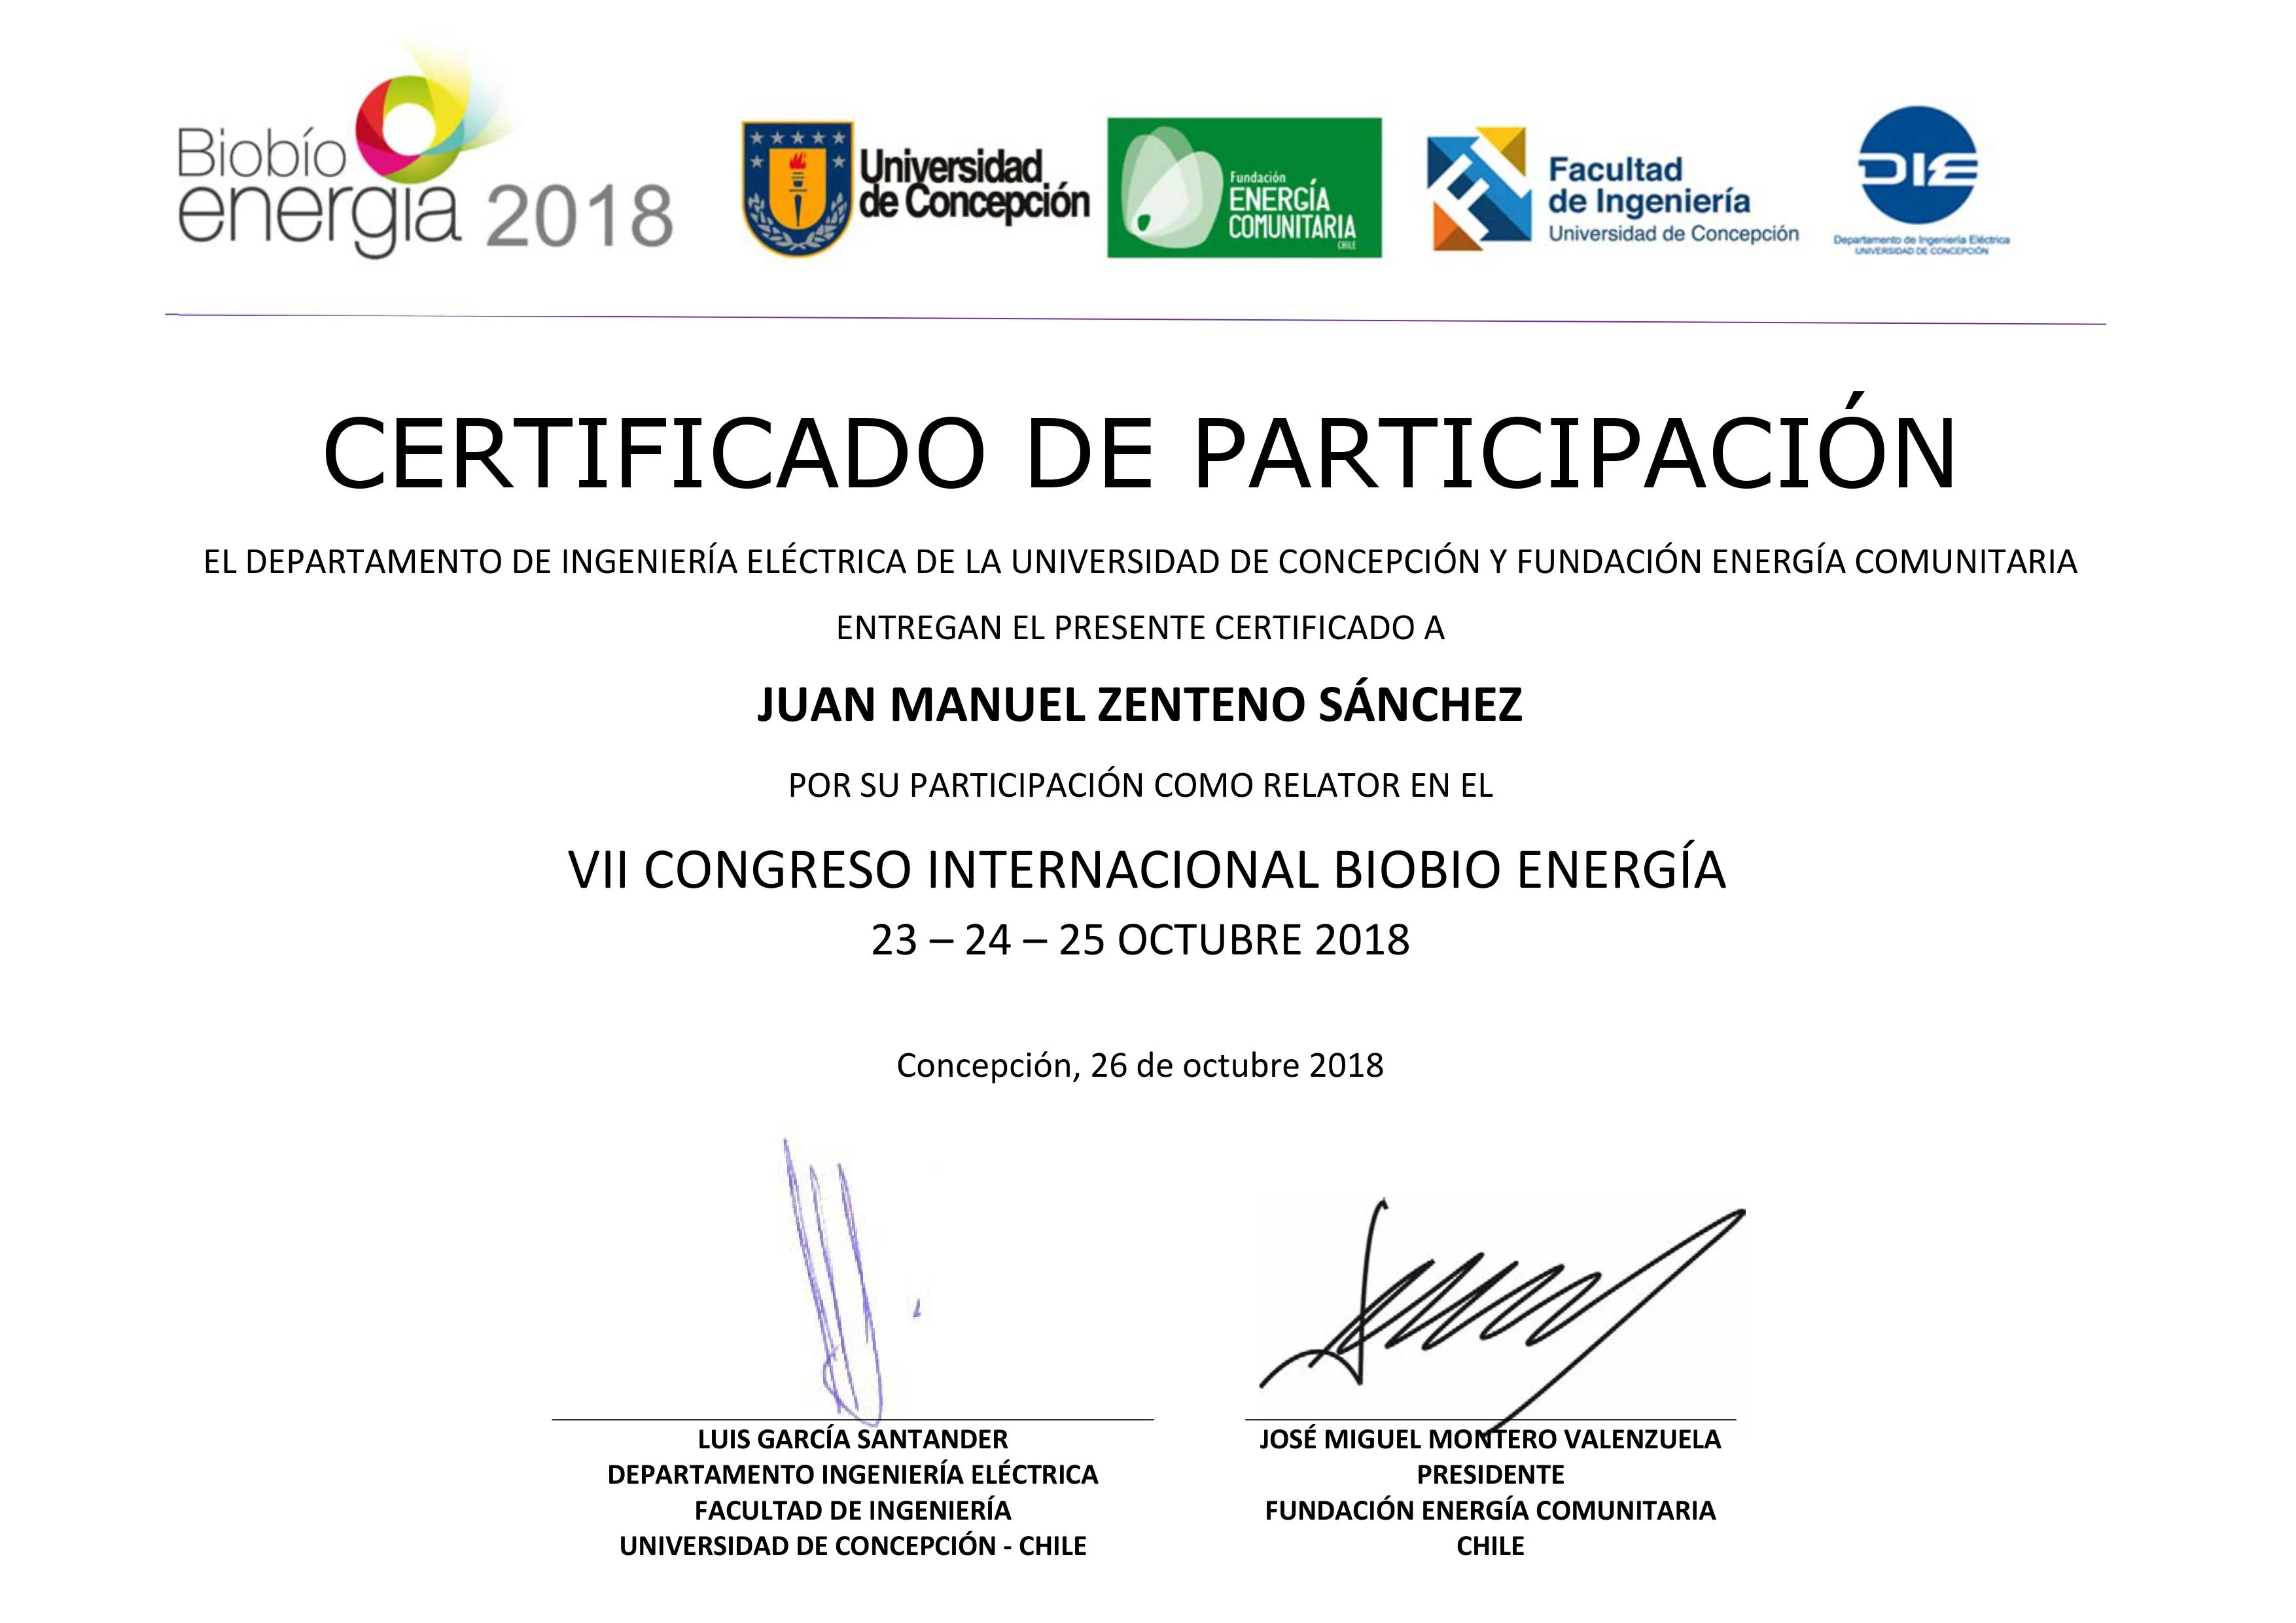 Biobío
energía 2018
Universidad
de Concepción
Fundación
ENERGÍA
COMUNITARIA
CHILE
Facultad
de Ingeniería
Universidad de Concepción
DIE
Departamento de Ingeniería Eléctrica
UNIVERSIDAD DE CONCEPCIÓN
CERTIFICADO DE PARTICIPACIÓN
EL DEPARTAMENTO DE INGENIERÍA ELÉCTRICA DE LA UNIVERSIDAD DE CONCEPCIÓN Y FUNDACIÓN ENERGÍA COMUNITARIA
ENTREGAN EL PRESENTE CERTIFICADO A
JUAN MANUEL ZENTENO SÁNCHEZ
POR SU PARTICIPACIÓN COMO RELATOR EN EL
VII CONGRESO INTERNACIONAL BIOBIO ENERGÍA
23 – 24 – 25 OCTUBRE 2018
Concepción, 26 de octubre 2018
LUIS GARCÍA SANTANDER
DEPARTAMENTO INGENIERÍA ELÉCTRICA
FACULTAD DE INGENIERÍA
UNIVERSIDAD DE CONCEPCIÓN - CHILE
JOSÉ MIGUEL MONTERO VALENZUELA
PRESIDENTE
FUNDACIÓN ENERGÍA COMUNITARIA
CHILE